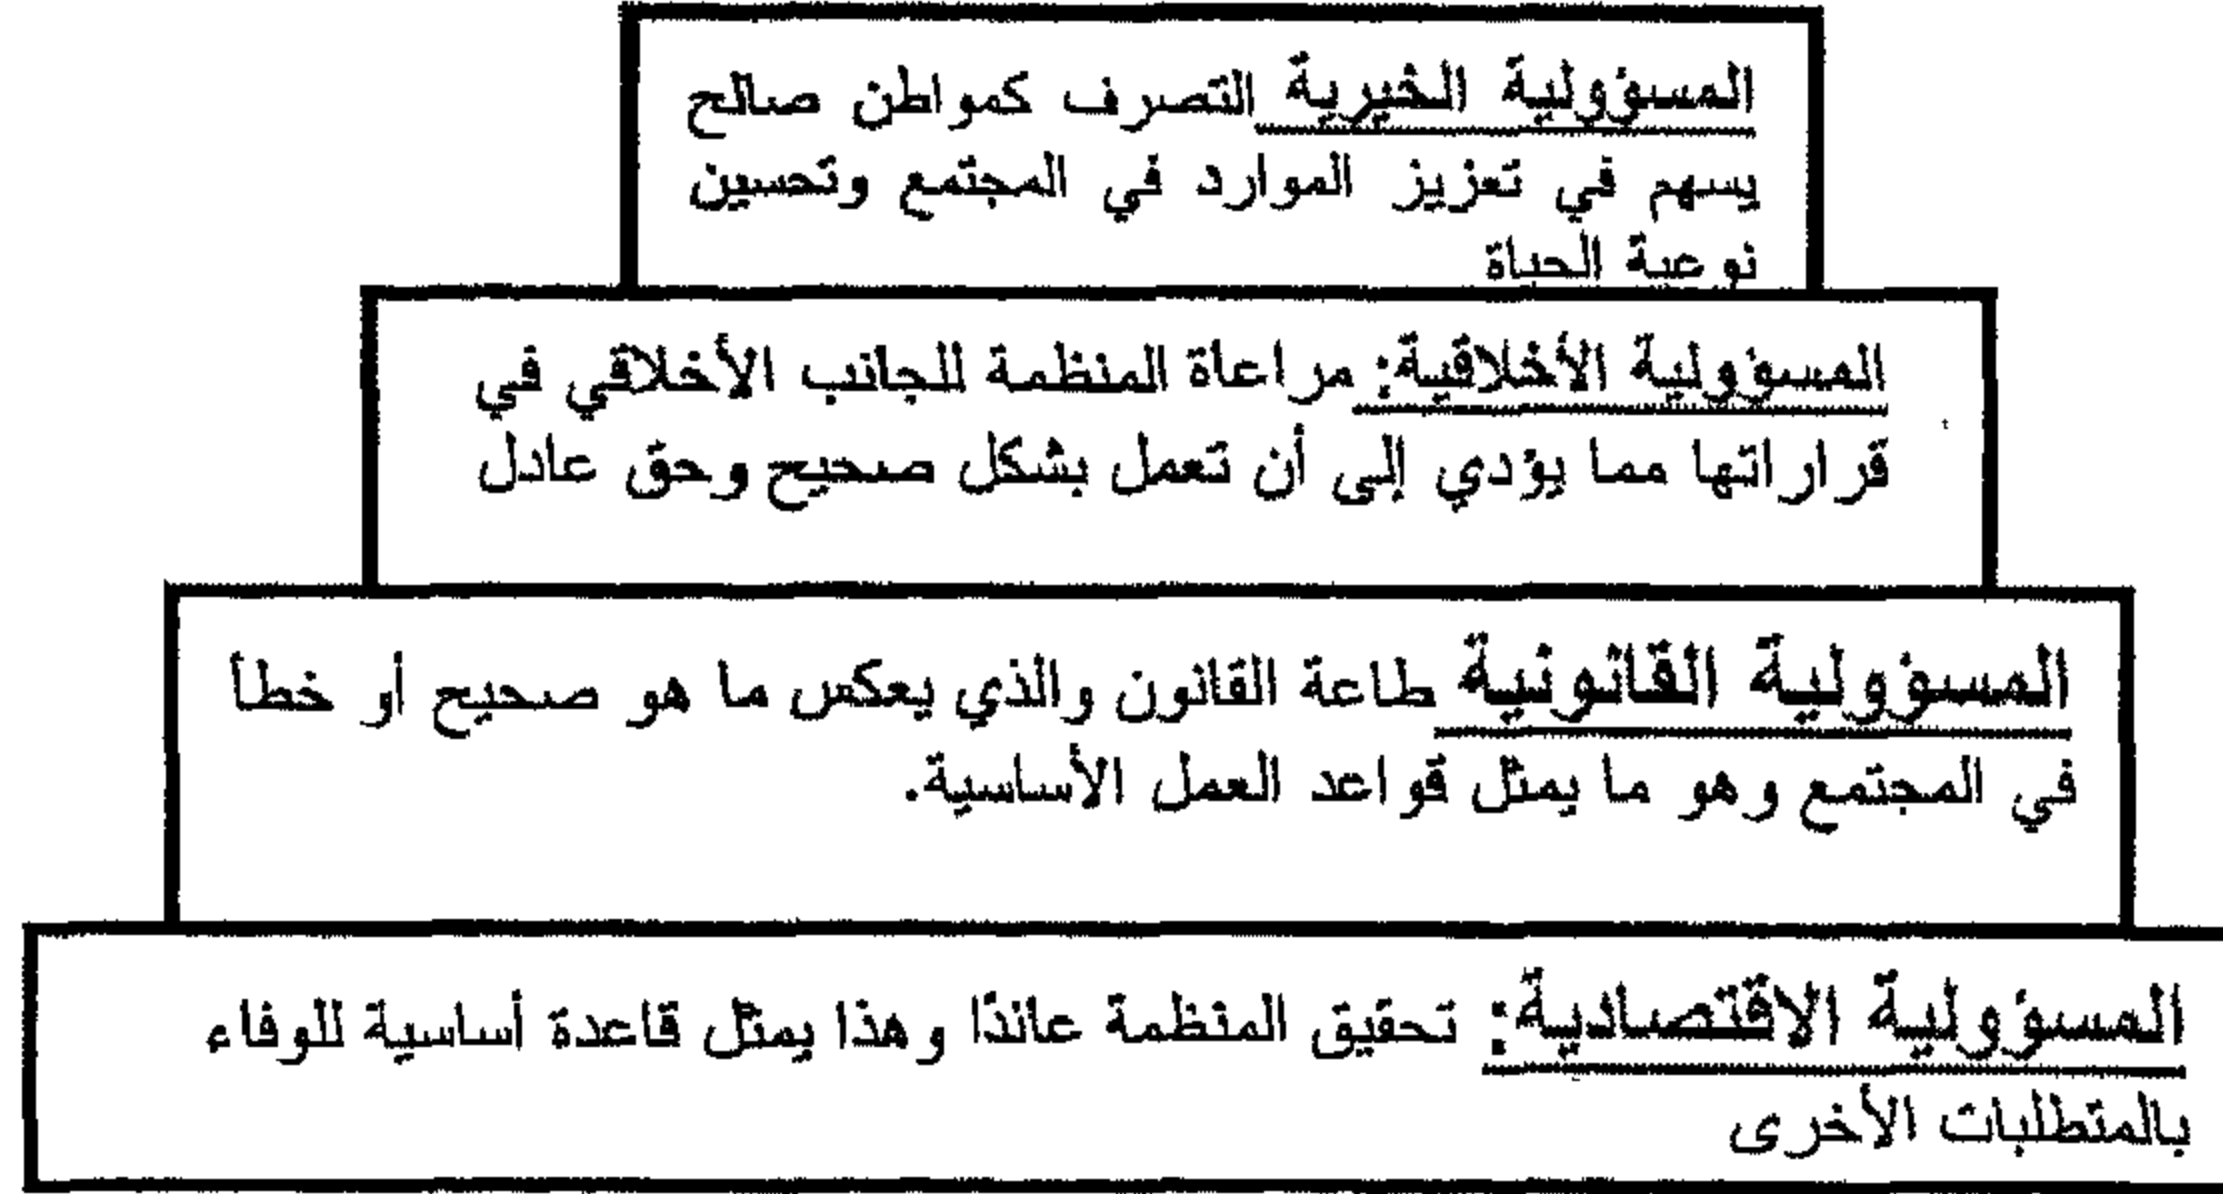 المسؤولية الخيرية التصرف كمواطن صالح
يسهم في تعزيز الموارد في المجتمع وتحسين
نوعية الحياة
المسؤولية الأخلاقية: مراعاة المنظمة للجانب الأخلاقي في
قراراتها مما يؤدي إلى أن تعمل بشكل صحيح وحق عادل
المسؤولية القانونية طاعة القانون والذي يعكس ما هو صحيح أو خطأ
في المجتمع وهو ما يمثل قواعد العمل الأساسية.
المسؤولية الاقتصادية: تحقيق المنظمة عائدًا وهذا يمثل قاعدة أساسية للوفاء
بالمتطلبات الأخرى